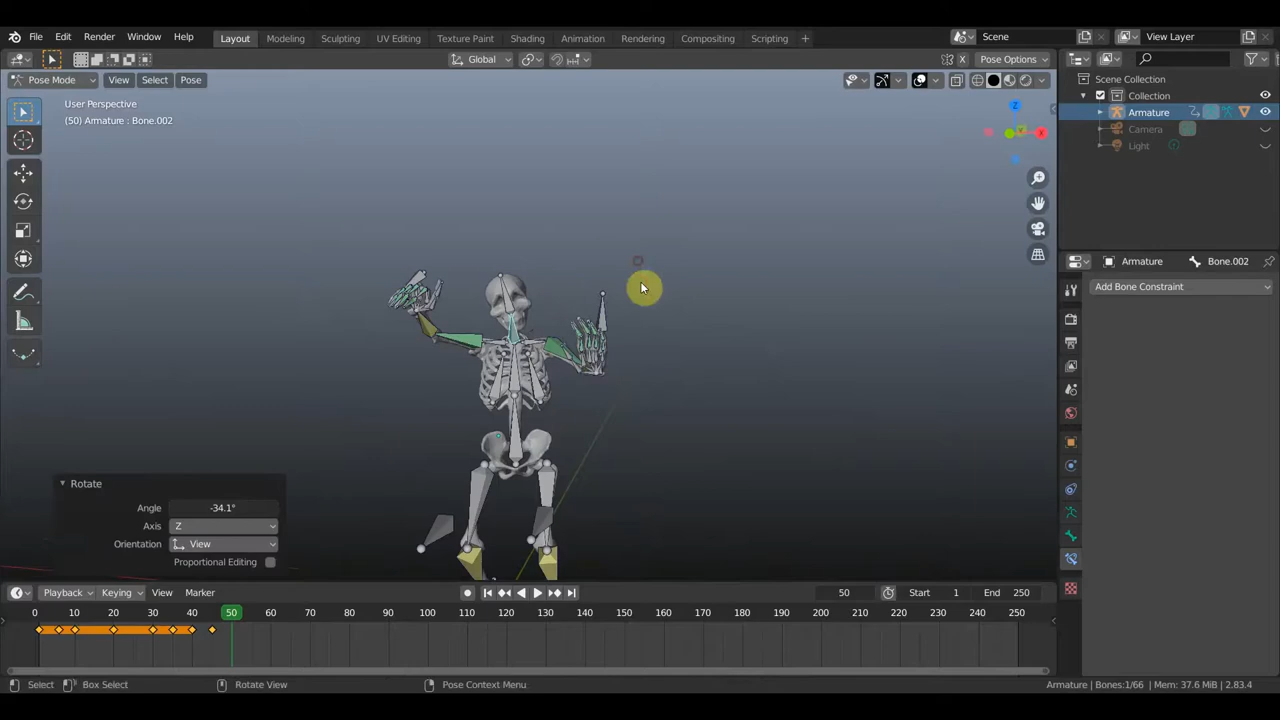 File Edit Render Window Help Layout Modeling Sculpting UV Editing Texture Paint Shading Animation Rendering Compositing Scripting + Scene View Layer
Global X Pose Options
Pose Mode View Select Pose
Scene Collection
Collection
Armature
Camera
Light
User Perspective
(50) Armature : Bone.002
Z
X
Armature Bone.002
Add Bone Constraint
Rotate
Angle -34.1°
Axis Z
Orientation View
Proportional Editing
Playback Keying View Marker 50 Start 1 End 250
0 10 20 30 40 50 60 70 80 90 100 110 120 130 140 150 160 170 180 190 200 210 220 230 240 250
Select Box Select Rotate View Pose Context Menu Armature | Bones:1/66 | Mem: 37.6 MiB | 2.83.4